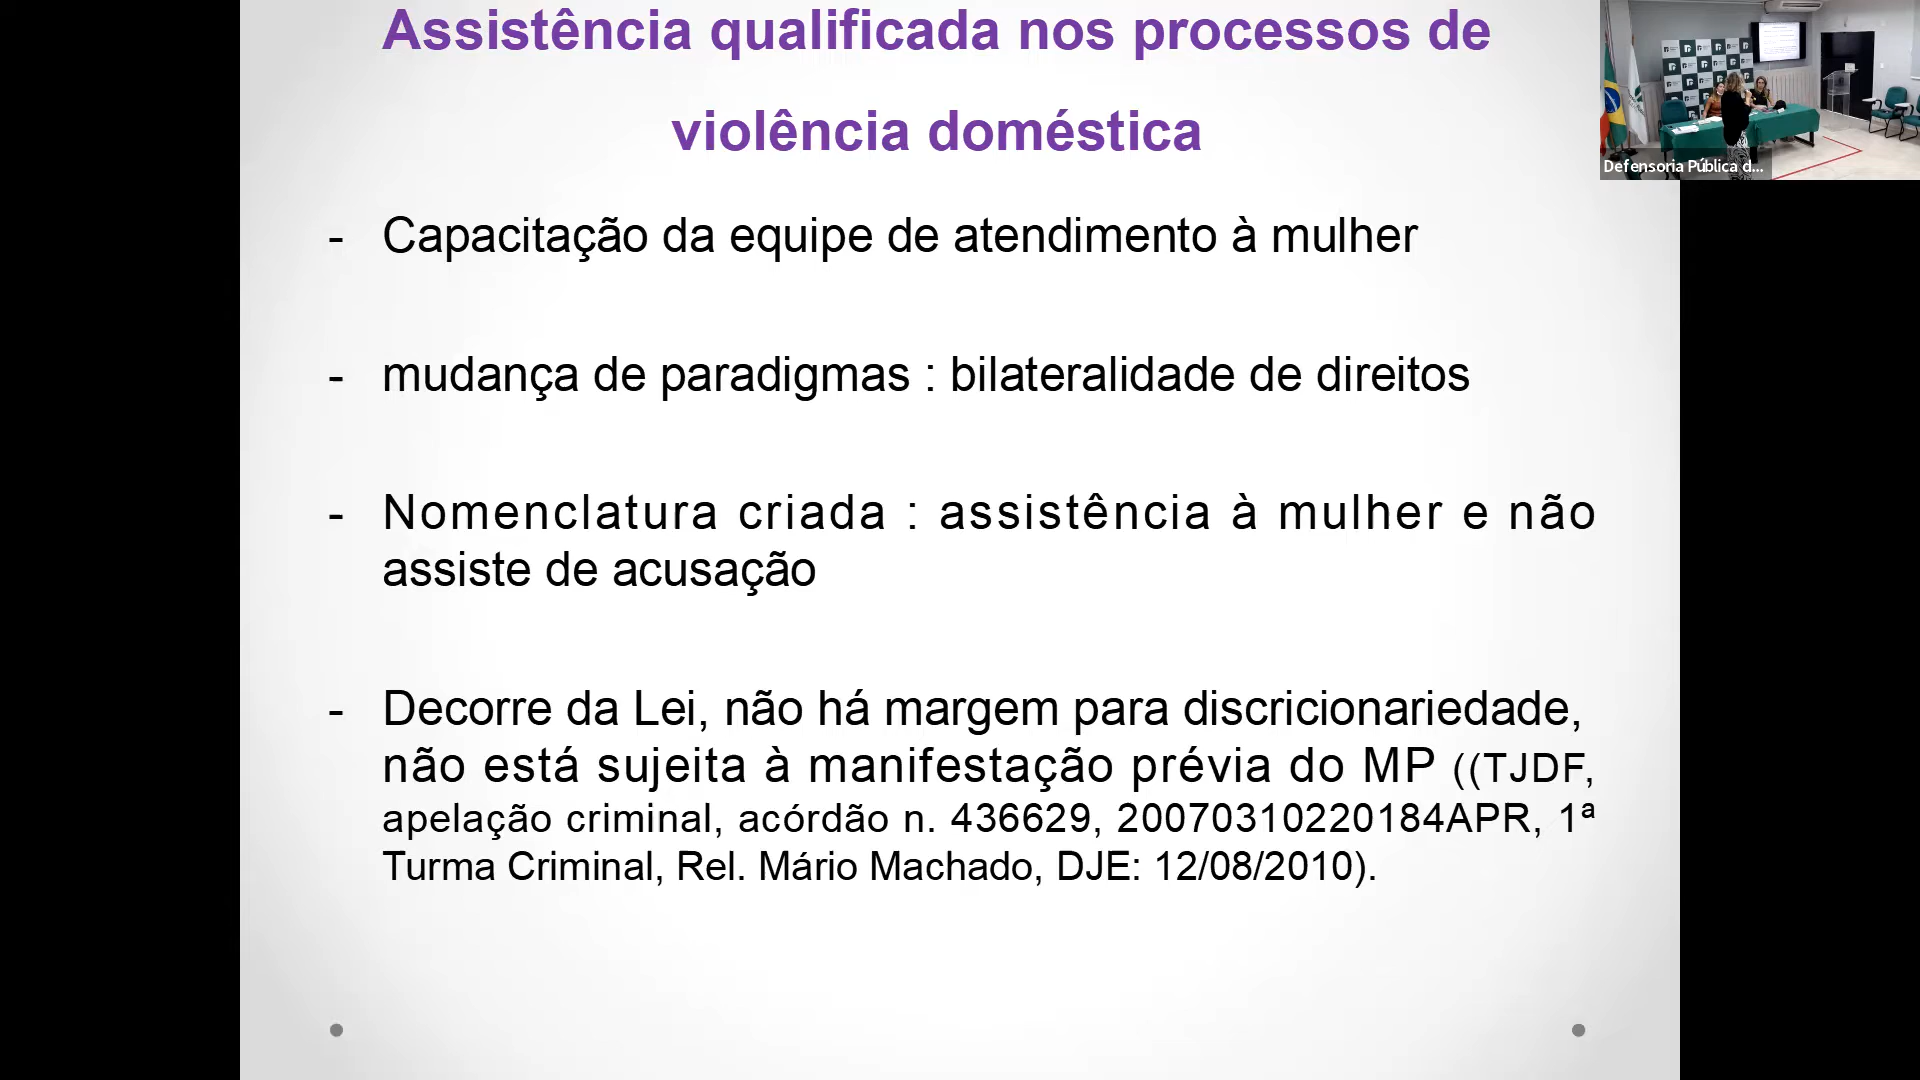 Assistência qualificada nos processos de
violência doméstica
- Capacitação da equipe de atendimento à mulher
- mudança de paradigmas : bilateralidade de direitos
- Nomenclatura criada : assistência à mulher e não
assiste de acusação
- Decorre da Lei, não há margem para discricionariedade,
não está sujeita à manifestação prévia do MP ((TJDF,
apelação criminal, acórdão n. 436629, 20070310220184APR, 1ª
Turma Criminal, Rel. Mário Machado, DJE: 12/08/2010).
Defensoria Pública d...